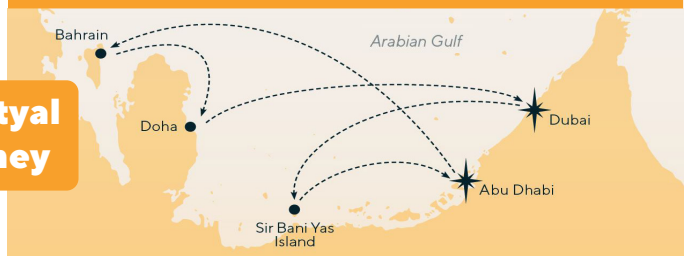 Bahrain
Arabian Gulf
tyal
ney
Doha
Dubai
Abu Dhabi
Sir Bani Yas
Island